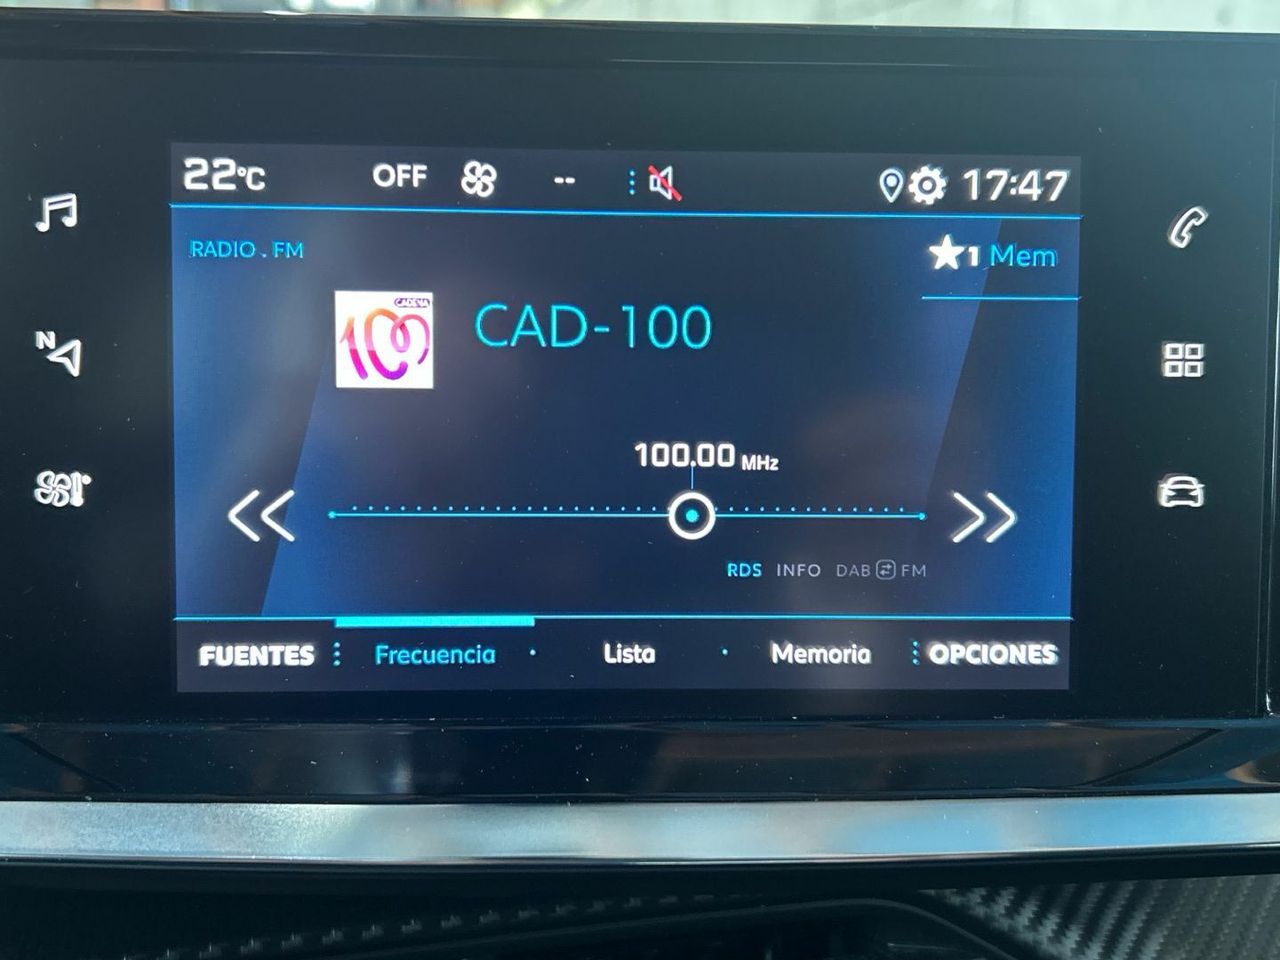 22°C OFF -- 17:47
RADIO . FM
1 Mem
CADENA
100
CAD-100
100.00 MHz
RDS INFO DAB FM
FUENTES Frecuencia Lista Memoria OPCIONES
N